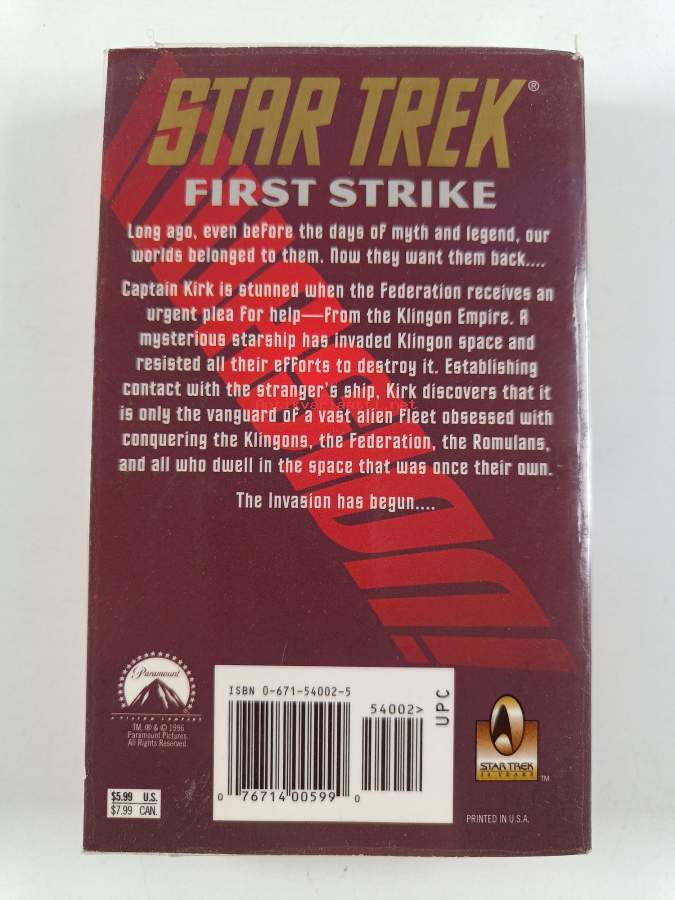 STAR TREK®
FIRST STRIKE
Long ago, even before the days of myth and legend, our
worlds belonged to them. Now they want them back....
Captain Kirk is stunned when the Federation receives an
urgent plea for help—from the Klingon Empire. A
mysterious starship has invaded Klingon space and
resisted all their efforts to destroy it. Establishing
contact with the stranger's ship, Kirk discovers that it
is only the vanguard of a vast alien fleet obsessed with
conquering the Klingons, the Federation, the Romulans,
and all who dwell in the space that was once their own.
The Invasion has begun....
INVASION!
Paramount
A VIACOM COMPANY
TM, ® & © 1996
Paramount Pictures.
All Rights Reserved.
$5.99 U.S.
$7.99 CAN.
ISBN 0-671-54002-5
54002>
UPC
0 76714 00599 0
STAR TREK
30 YEARS
TM
PRINTED IN U.S.A.